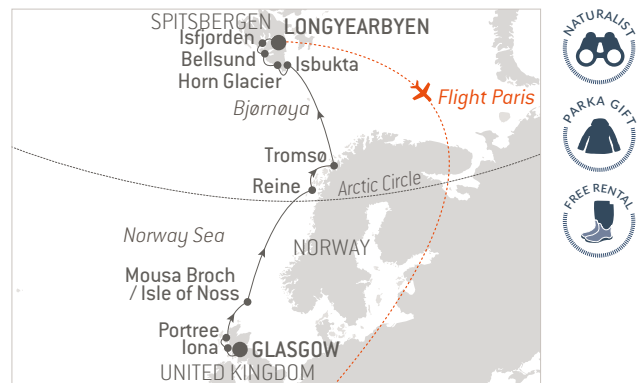 SPITSBERGEN
LONGYEARBYEN
Isfjorden
Bellsund
Isbukta
Horn Glacier
Flight Paris
Bjørnøya
Tromsø
Reine
Arctic Circle
Norway Sea
NORWAY
Mousa Broch
/ Isle of Noss
Portree
Iona
GLASGOW
UNITED KINGDOM
NATURALIST
PARKA GIFT
FREE RENTAL